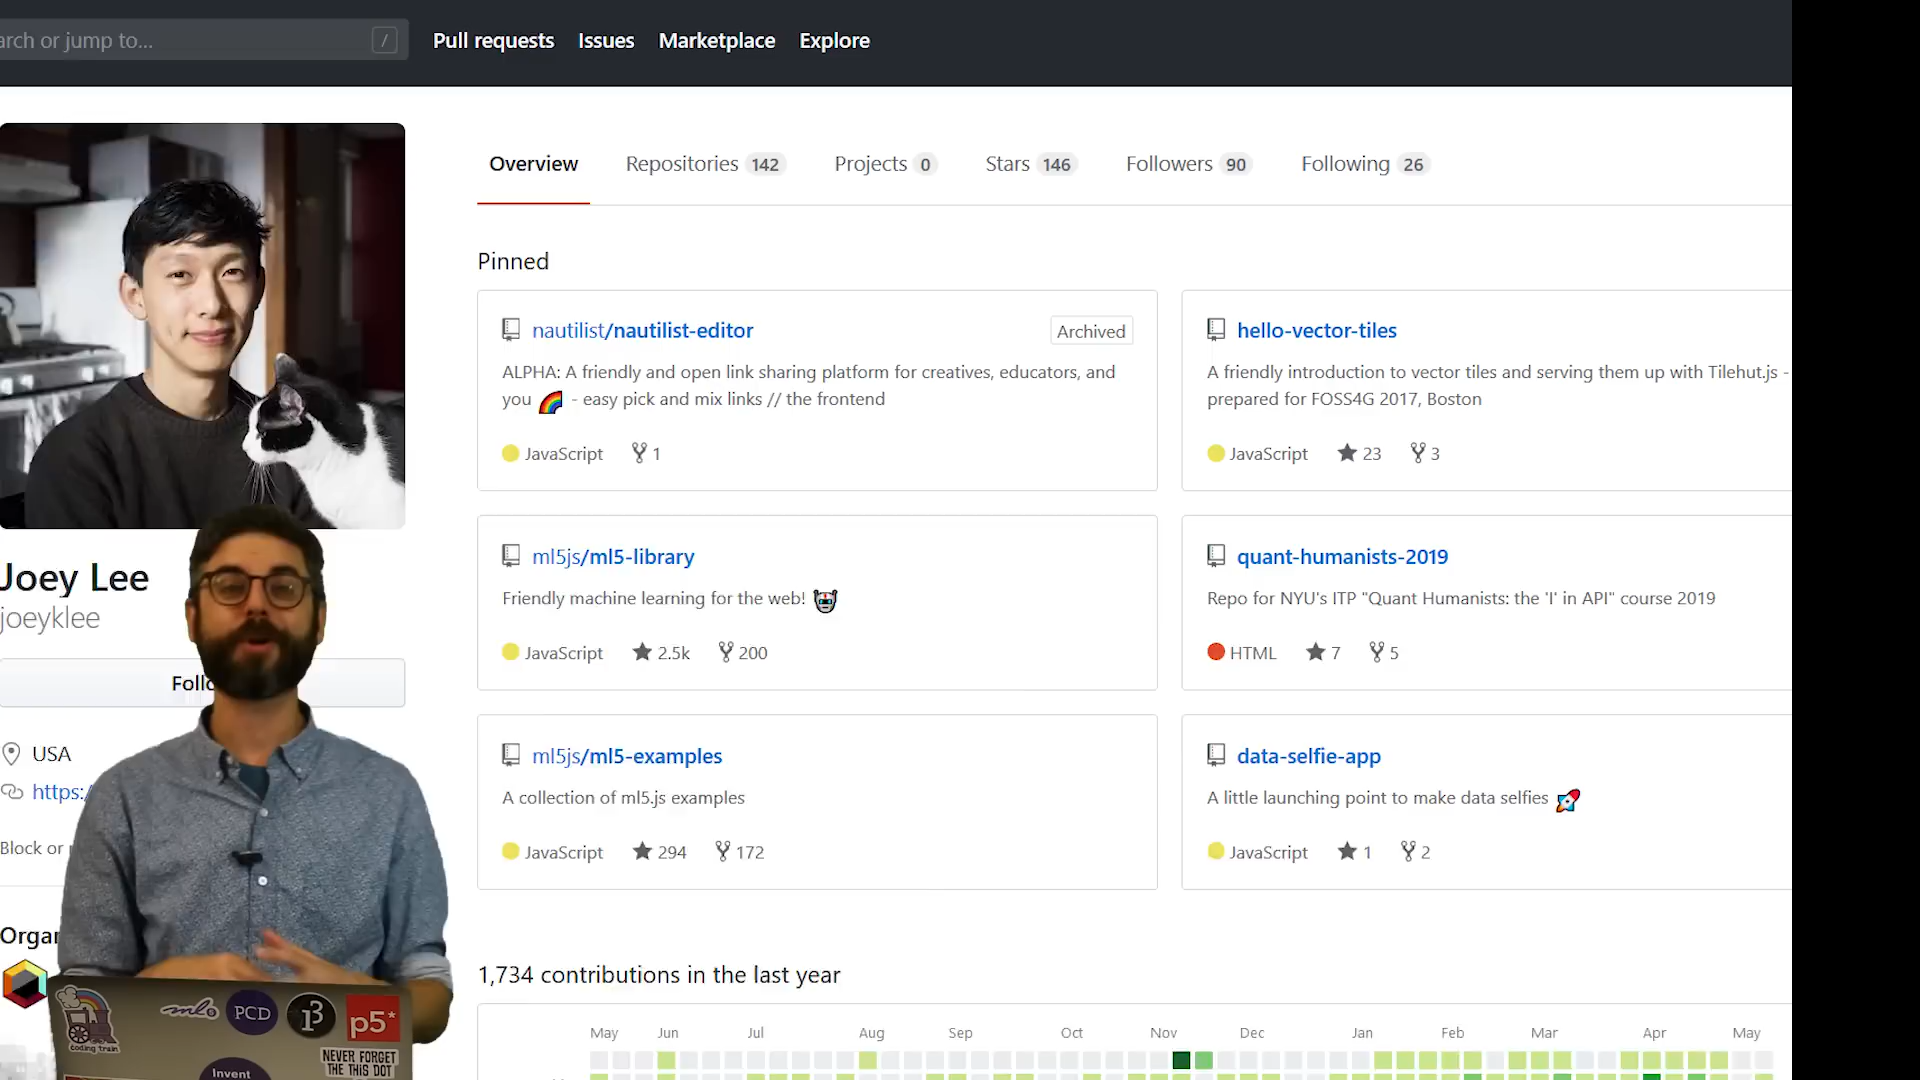 arch or jump to...
/
Pull requests
Issues
Marketplace
Explore
Overview
Repositories 142
Projects 0
Stars 146
Followers 90
Following 26
Pinned
nautilist/nautilist-editor
Archived
ALPHA: A friendly and open link sharing platform for creatives, educators, and
you 🌈 - easy pick and mix links // the frontend
JavaScript 1
hello-vector-tiles
A friendly introduction to vector tiles and serving them up with Tilehut.js -
prepared for FOSS4G 2017, Boston
JavaScript 23 3
ml5js/ml5-library
Friendly machine learning for the web!
JavaScript 2.5k 200
quant-humanists-2019
Repo for NYU's ITP "Quant Humanists: the 'I' in API" course 2019
HTML 7 5
ml5js/ml5-examples
A collection of ml5.js examples
JavaScript 294 172
data-selfie-app
A little launching point to make data selfies 🚀
JavaScript 1 2
Joey Lee
joeyklee
Follo
USA
https:/
Block or
Organ
1,734 contributions in the last year
May Jun Jul Aug Sep Oct Nov Dec Jan Feb Mar Apr May
coding train
PCD
p5*
NEVER FORGET
THE THIS DOT
Invent